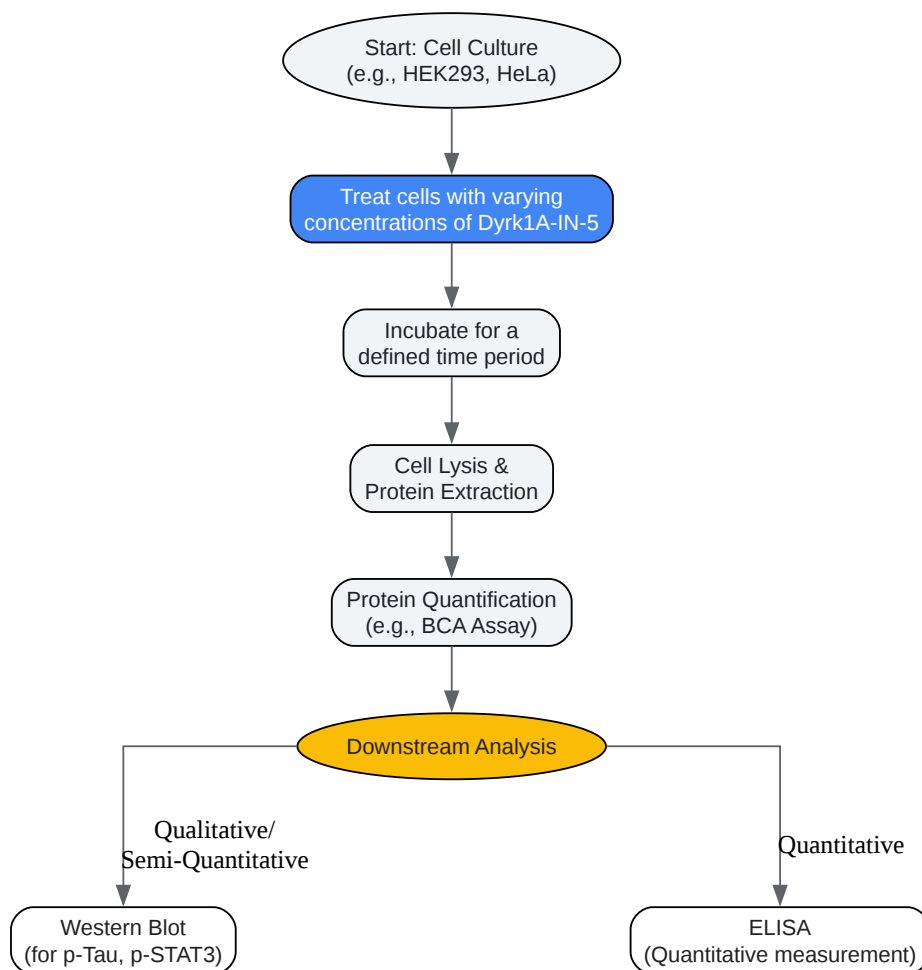 Start: Cell Culture
(e.g., HEK293, HeLa)
Treat cells with varying
concentrations of Dyrk1A-IN-5
Incubate for a
defined time period
Cell Lysis &
Protein Extraction
Protein Quantification
(e.g., BCA Assay)
Downstream Analysis
Qualitative/
Semi-Quantitative
Quantitative
Western Blot
(for p-Tau, p-STAT3)
ELISA
(Quantitative measurement)